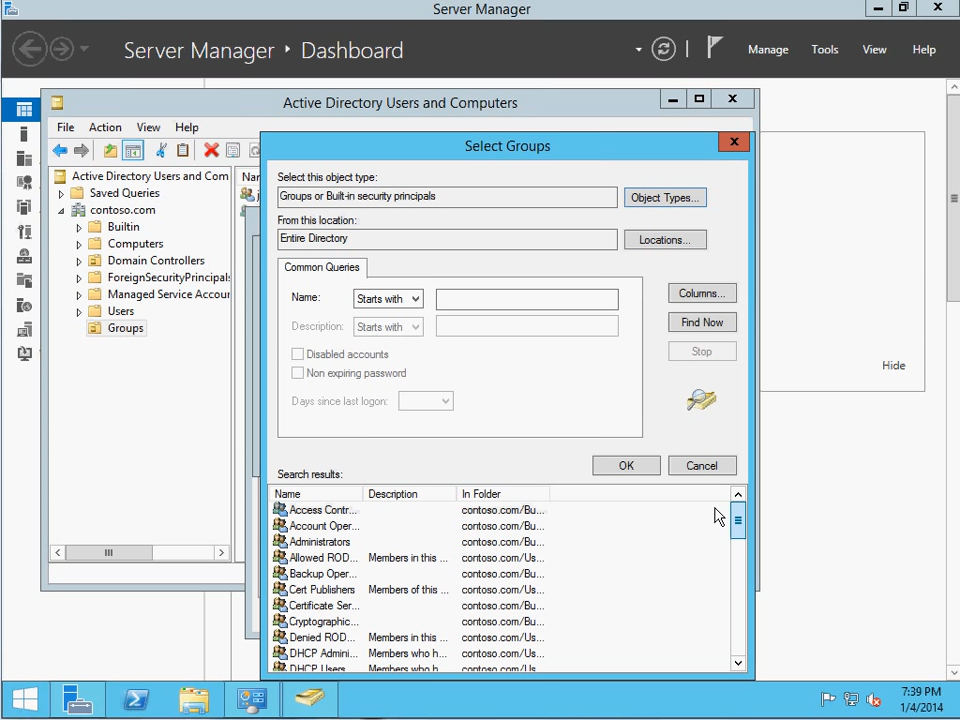 Server Manager
Server Manager • Dashboard
Manage Tools View Help
Active Directory Users and Computers
File Action View Help
Active Directory Users and Com
Saved Queries
contoso.com
Builtin
Computers
Domain Controllers
ForeignSecurityPrincipals
Managed Service Accour
Users
Groups
Nar
Select Groups
Select this object type:
Groups or Built-in security principals
Object Types...
From this location:
Entire Directory
Locations...
Common Queries
Name: Starts with
Description: Starts with
Disabled accounts
Non expiring password
Days since last logon:
Columns...
Find Now
Stop
OK Cancel
Search results:
Name Description In Folder
Access Contr... contoso.com/Bu...
Account Oper... contoso.com/Bu...
Administrators contoso.com/Bu...
Allowed ROD... Members in this ... contoso.com/Us...
Backup Oper... contoso.com/Bu...
Cert Publishers Members of this ... contoso.com/Us...
Certificate Ser... contoso.com/Bu...
Cryptographic... contoso.com/Bu...
Denied ROD... Members in this ... contoso.com/Us...
DHCP Admini... Members who h... contoso.com/Us...
DHCP Users Members who h... contoso.com/Us...
Hide
7:39 PM
1/4/2014